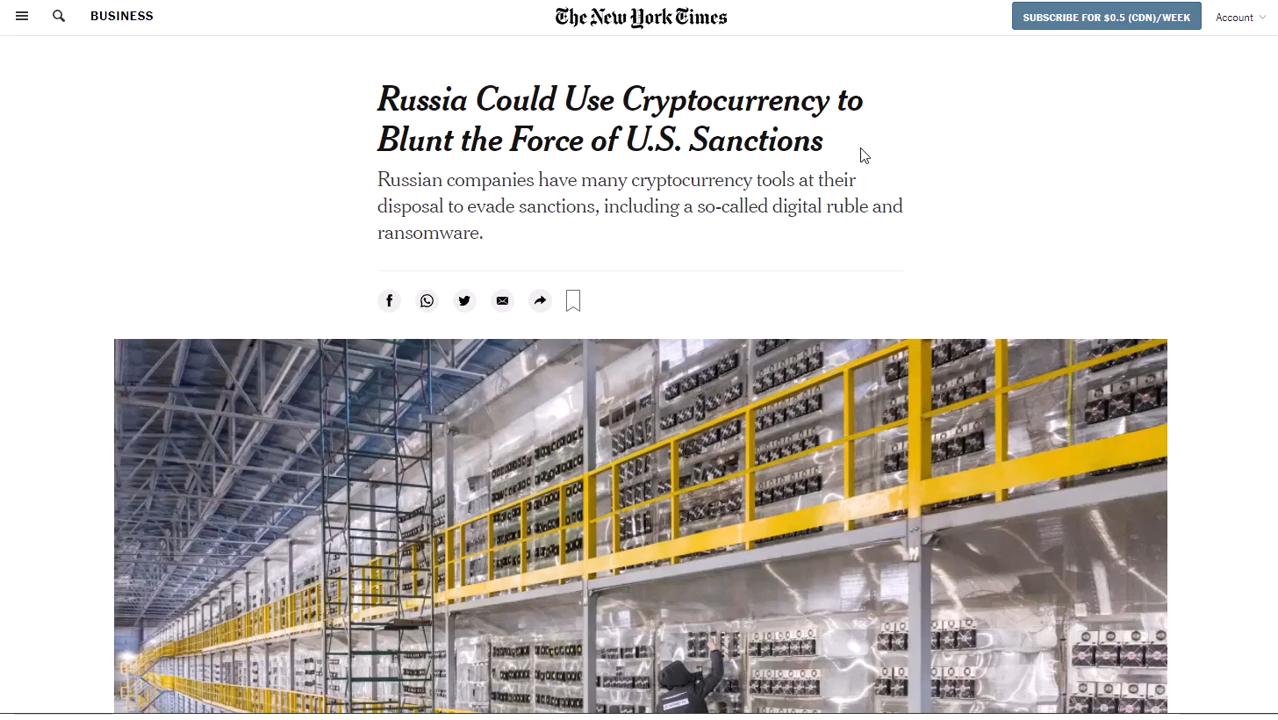 BUSINESS
The New York Times
SUBSCRIBE FOR $0.5 (CDN)/WEEK
Account
Russia Could Use Cryptocurrency to
Blunt the Force of U.S. Sanctions
Russian companies have many cryptocurrency tools at their
disposal to evade sanctions, including a so-called digital ruble and
ransomware.